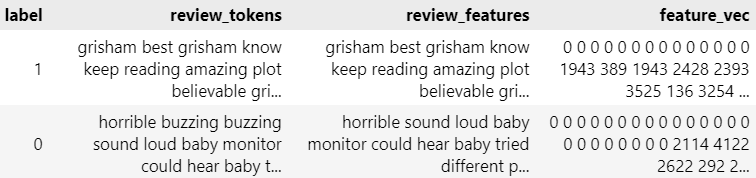 label review_tokens review_features feature_vec
1 grisham best grisham know keep reading amazing plot believable gri...
grisham best grisham know keep reading amazing plot believable gri...
0 0 0 0 0 0 0 0 0 0 0 0 0 0 0
1943 389 1943 2428 2393
3525 136 3254 ...
0 horrible buzzing buzzing sound loud baby monitor could hear baby t...
horrible sound loud baby monitor could hear baby tried different p...
0 0 0 0 0 0 0 0 0 0 0 0 0 0 0 0
0 0 0 0 0 0 0 0 0 2114 4122
2622 292 2...